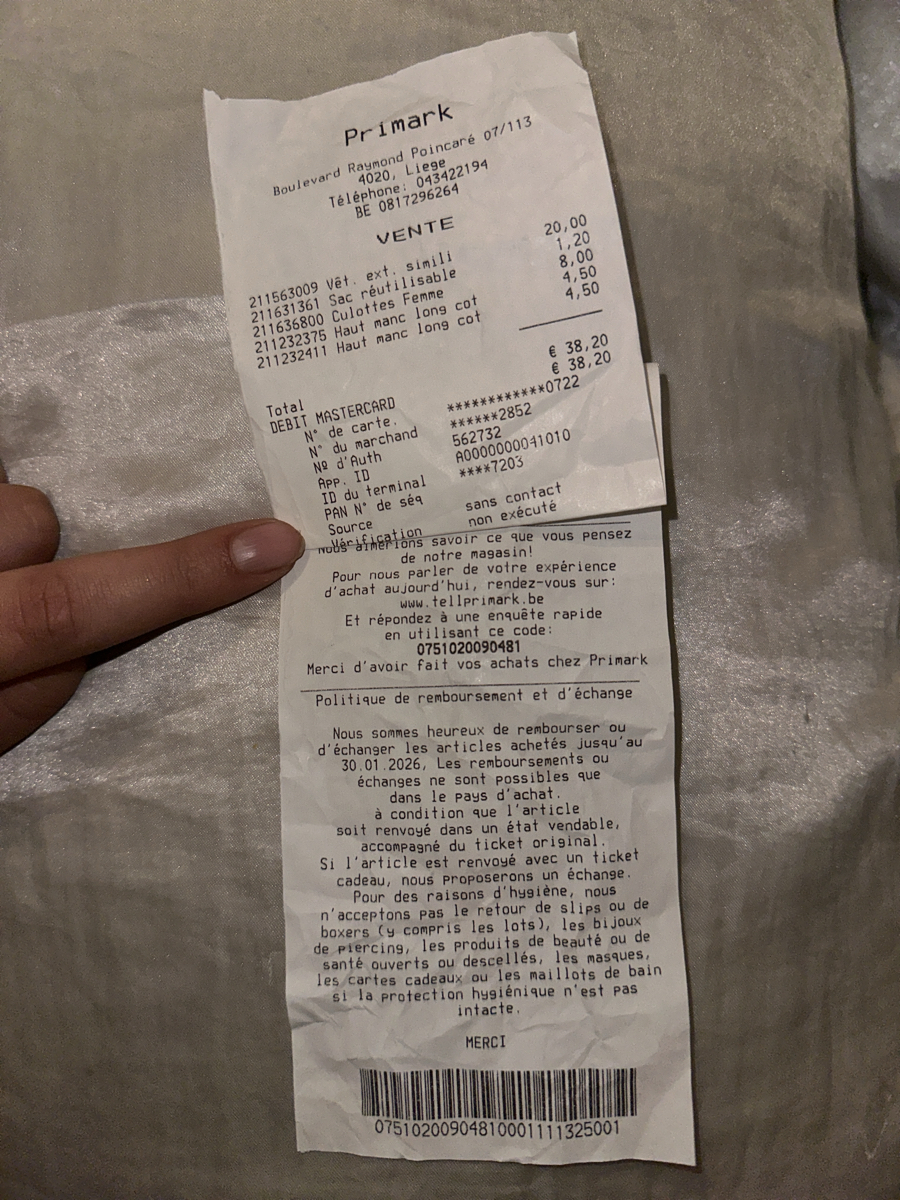 Primark
Boulevard Raymond Poincaré 07/113
4020, Liege
Téléphone: 043422194
BE 0817296264
VENTE
211563009 Vêt. ext. simili 20,00
211631361 Sac réutilisable 1,20
211636800 Culottes Femme 8,00
211232375 Haut manc long cot 4,50
211232411 Haut manc long cot 4,50
Total € 38,20
DEBIT MASTERCARD € 38,20
N° de carte. ************0722
N° du marchand ******2852
Nº d'Auth 562732
App. ID A0000000041010
ID du terminal ****7203
PAN N° de séq
Source sans contact
Vérification non exécuté
Nous aimerions savoir ce que vous pensez
de notre magasin!
Pour nous parler de votre expérience
d'achat aujourd'hui, rendez-vous sur:
www.tellprimark.be
Et répondez à une enquête rapide
en utilisant ce code:
0751020090481
Merci d'avoir fait vos achats chez Primark
Politique de remboursement et d'échange
Nous sommes heureux de rembourser ou
d'échanger les articles achetés jusqu'au
30.01.2026, Les remboursements ou
échanges ne sont possibles que
dans le pays d'achat.
à condition que l'article
soit renvoyé dans un état vendable,
accompagné du ticket original.
Si l'article est renvoyé avec un ticket
cadeau, nous proposerons un échange.
Pour des raisons d'hygiène, nous
n'acceptons pas le retour de slips ou de
boxers (y compris les lots), les bijoux
de piercing, les produits de beauté ou de
santé ouverts ou descellés, les masques,
les cartes cadeaux ou les maillots de bain
si la protection hygiénique n'est pas
intacte.
MERCI
07510200904810001111325001